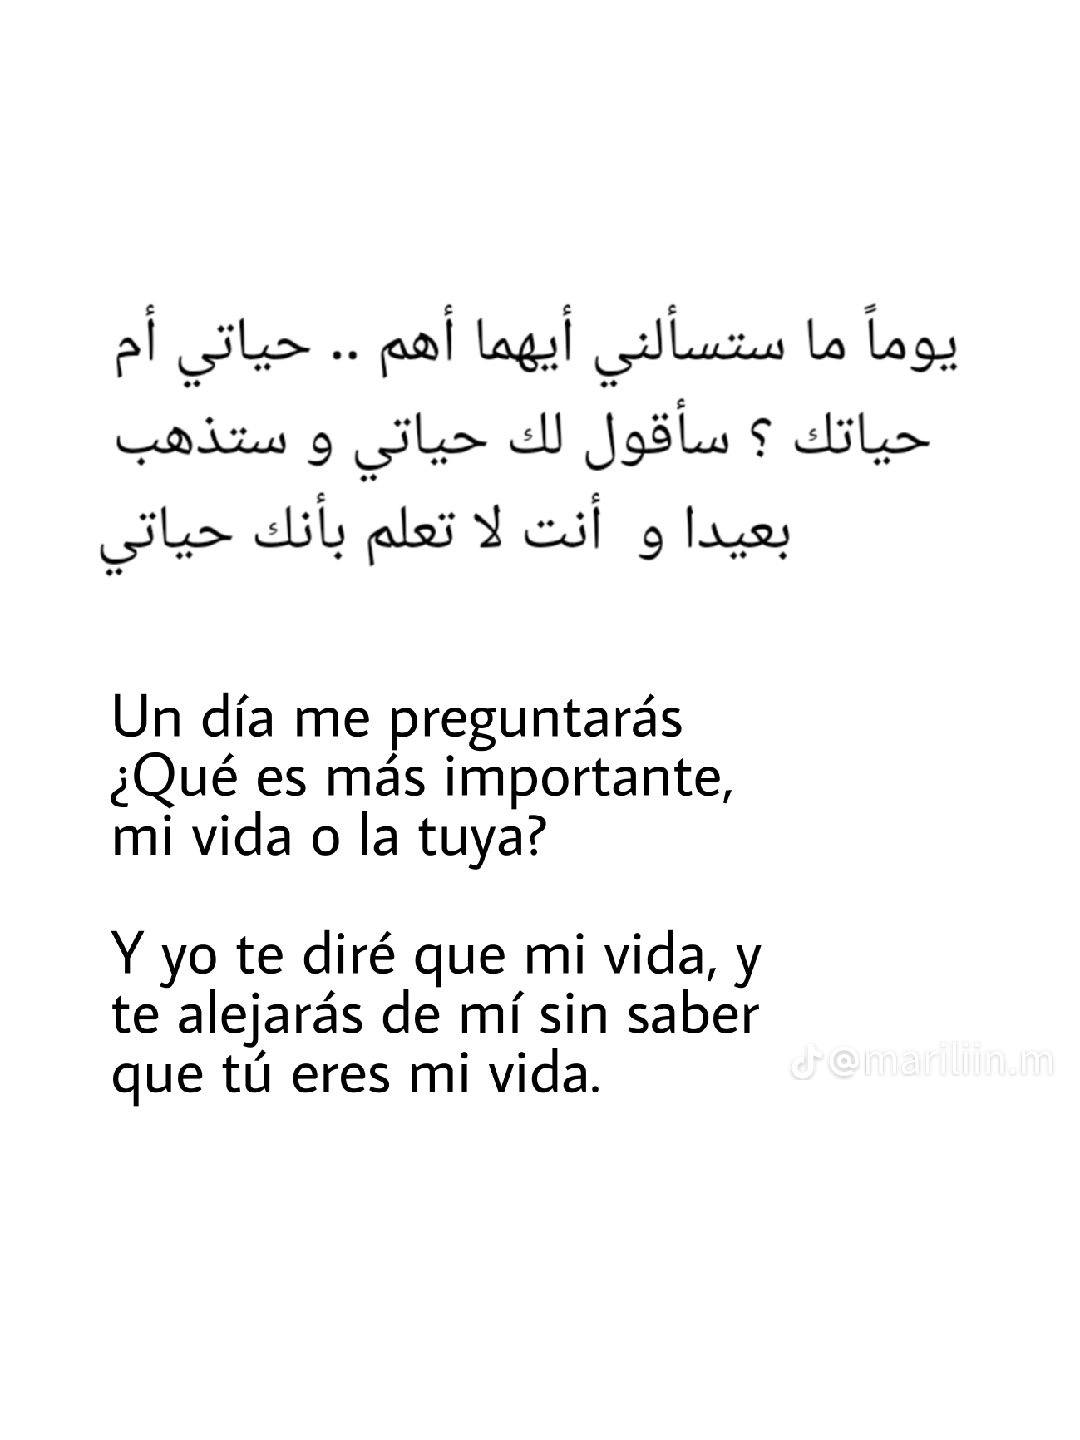 يوماً ما ستسألني أيهما أهم .. حياتي أم
حياتك ؟ سأقول لك حياتي و ستذهب
بعيدا و أنت لا تعلم بأنك حياتي
Un día me preguntarás
¿Qué es más importante,
mi vida o la tuya?
Y yo te diré que mi vida, y
te alejarás de mí sin saber
que tú eres mi vida.
@mariliin.m